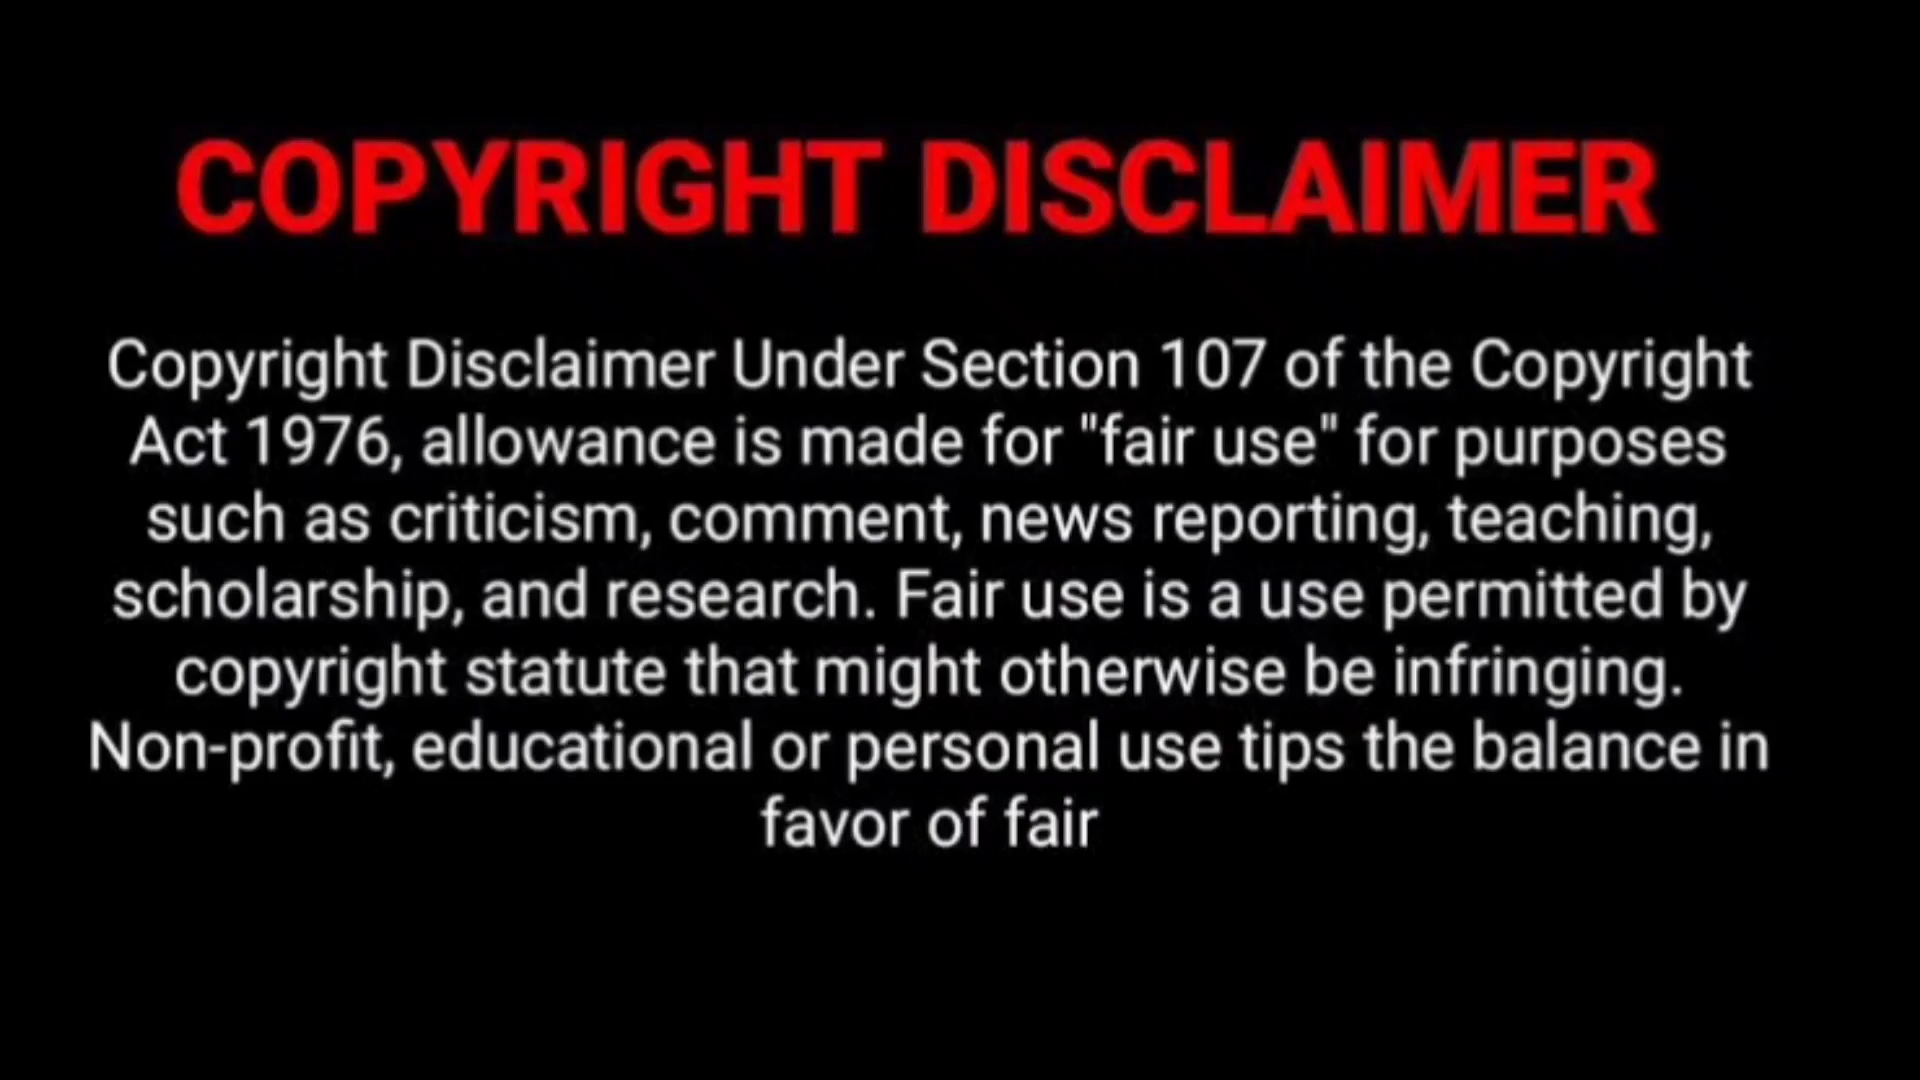 COPYRIGHT DISCLAIMER
Copyright Disclaimer Under Section 107 of the Copyright
Act 1976, allowance is made for "fair use" for purposes
such as criticism, comment, news reporting, teaching,
scholarship, and research. Fair use is a use permitted by
copyright statute that might otherwise be infringing.
Non-profit, educational or personal use tips the balance in
favor of fair